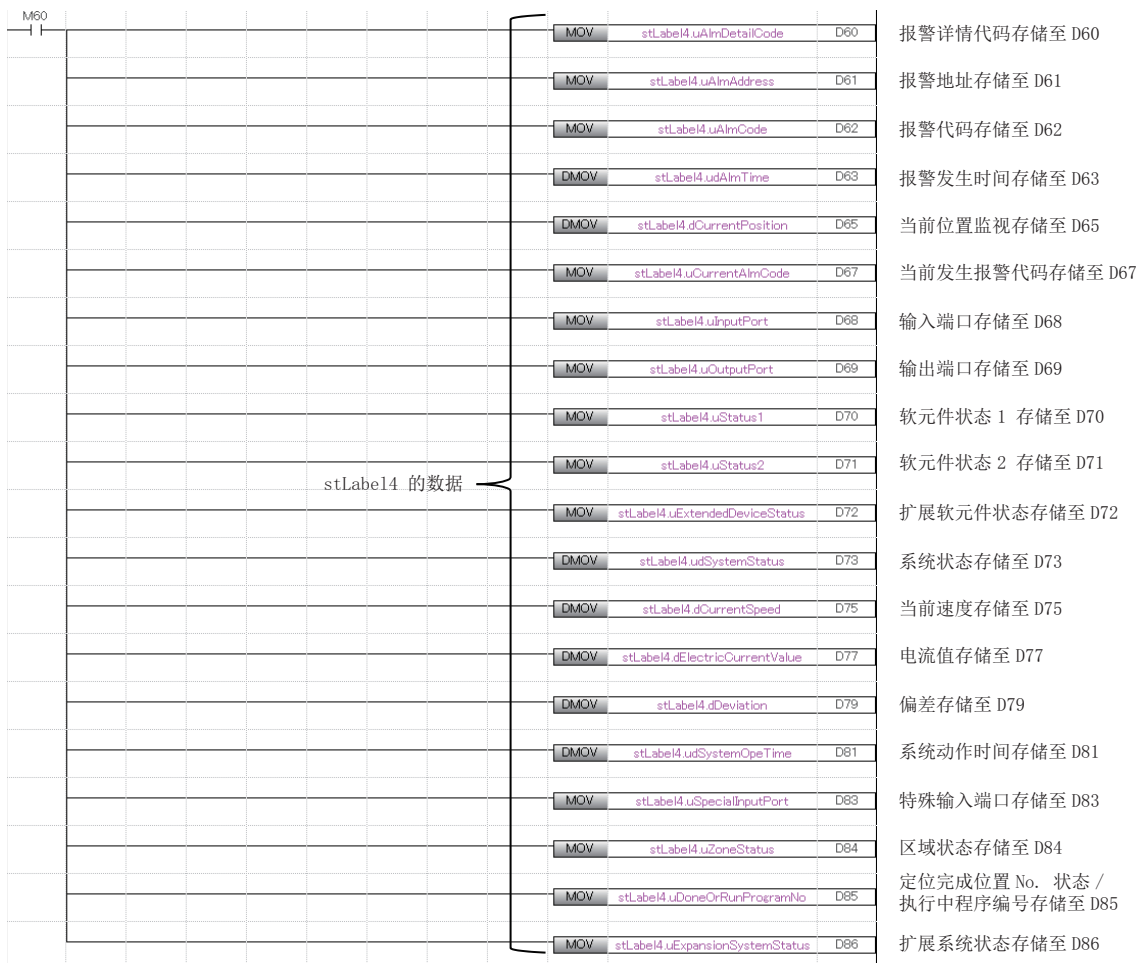 M60
MOV stLabel4.uAlmDetailCode D60 报警详情代码存储至 D60
MOV stLabel4.uAlmAddress D61 报警地址存储至 D61
MOV stLabel4.uAlmCode D62 报警代码存储至 D62
DMOV stLabel4.udAlmTime D63 报警发生时间存储至 D63
DMOV stLabel4.dCurrentPosition D65 当前位置监视存储至 D65
MOV stLabel4.uCurrentAlmCode D67 当前发生报警代码存储至 D67
MOV stLabel4.uInputPort D68 输入端口存储至 D68
MOV stLabel4.uOutputPort D69 输出端口存储至 D69
MOV stLabel4.uStatus1 D70 软元件状态 1 存储至 D70
MOV stLabel4.uStatus2 D71 软元件状态 2 存储至 D71
stLabel4 的数据
MOV stLabel4.uExtendedDeviceStatus D72 扩展软元件状态存储至 D72
DMOV stLabel4.udSystemStatus D73 系统状态存储至 D73
DMOV stLabel4.dCurrentSpeed D75 当前速度存储至 D75
DMOV stLabel4.dElectricCurrentValue D77 电流值存储至 D77
DMOV stLabel4.dDeviation D79 偏差存储至 D79
DMOV stLabel4.udSystemOpeTime D81 系统动作时间存储至 D81
MOV stLabel4.uSpecialInputPort D83 特殊输入端口存储至 D83
MOV stLabel4.uZoneStatus D84 区域状态存储至 D84
定位完成位置 No. 状态 /
MOV stLabel4.uDoneOrRunProgramNo D85 执行中程序编号存储至 D85
MOV stLabel4.uExpansionSystemStatus D86 扩展系统状态存储至 D86